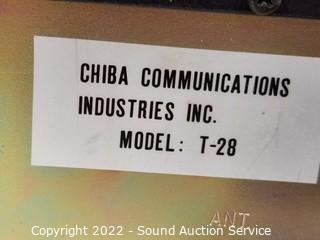 CHIBA COMMUNICATIONS
INDUSTRIES INC.
MODEL: T-28
ANT
Copyright 2022 - Sound Auction Service